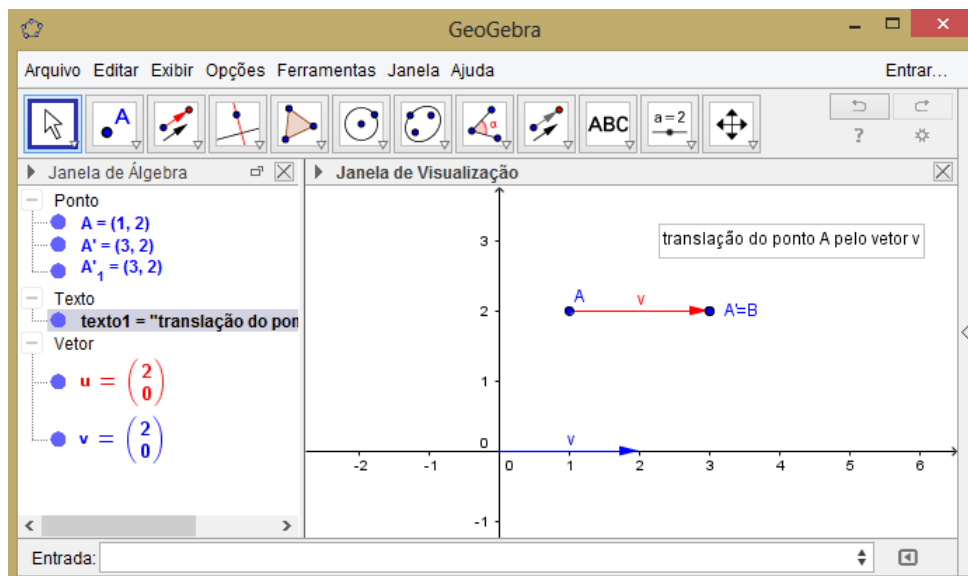 GeoGebra
Arquivo Editar Exibir Opções Ferramentas Janela Ajuda Entrar...
A α ABC a=2 ?
Janela de Álgebra
Ponto
A = (1, 2)
A' = (3, 2)
A'₁ = (3, 2)
Texto
texto1 = "translação do pon
Vetor
u = (2 0)
v = (2 0)
Janela de Visualização
translação do ponto A pelo vetor v
3
A v A'=B
2
1
v
0
-2 -1 0 1 2 3 4 5 6
-1
Entrada: